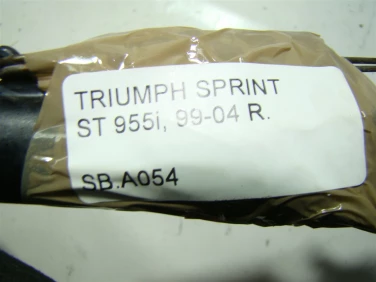 TRIUMPH SPRINT
ST 955i, 99-04 R.
SB.A054